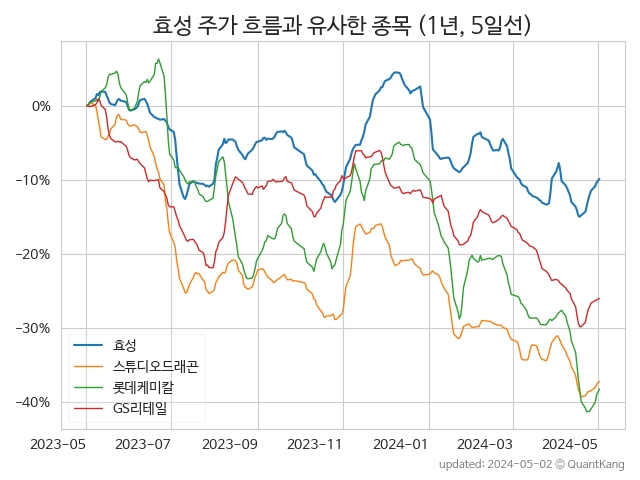 효성 주가 흐름과 유사한 종목 (1년, 5일선)
0%
−10%
−20%
−30%
−40%
효성
스튜디오드래곤
롯데케미칼
GS리테일
2023-05 2023-07 2023-09 2023-11 2024-01 2024-03 2024-05
updated: 2024-05-02 © QuantKang